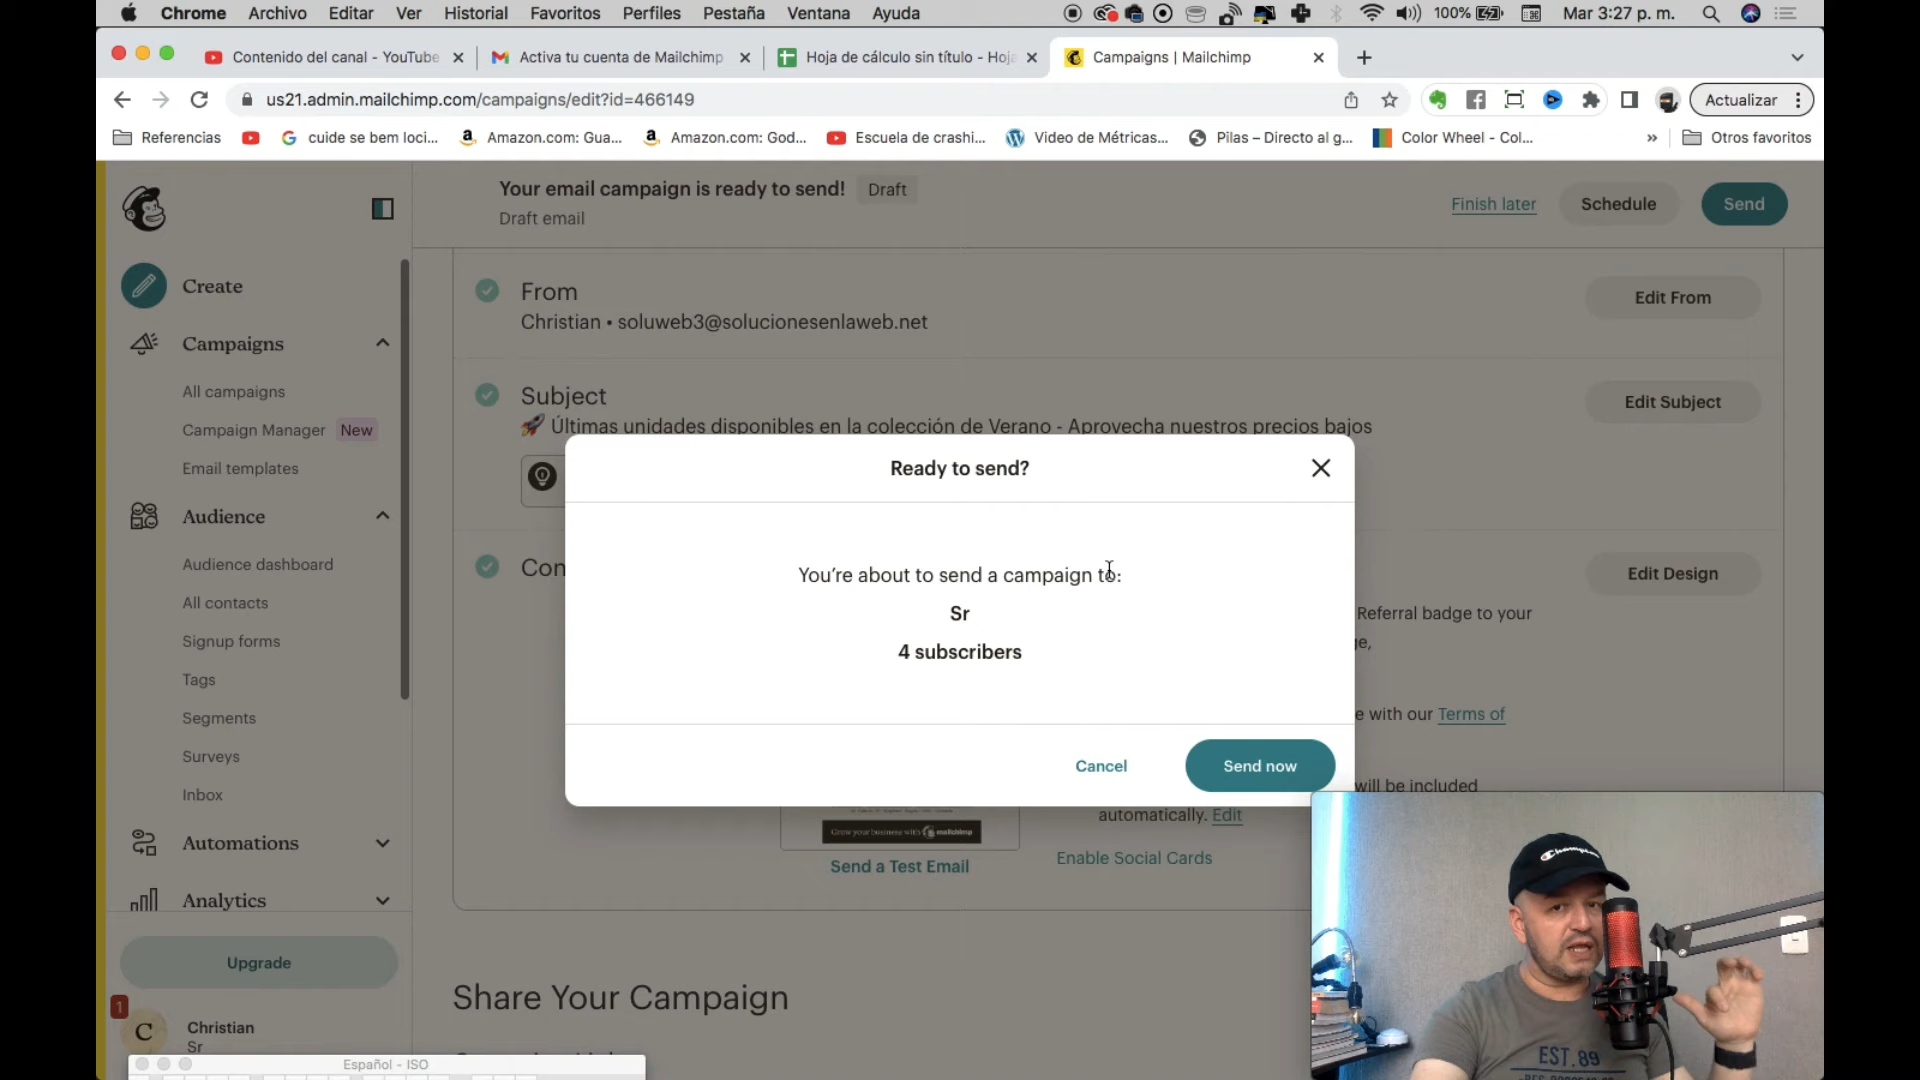 Chrome Archivo Editar Ver Historial Favoritos Perfiles Pestaña Ventana Ayuda 100% Mar 3:27 p. m.
Contenido del canal - YouTube
Activa tu cuenta de Mailchimp
Hoja de cálculo sin título - Hoja
Campaigns | Mailchimp
us21.admin.mailchimp.com/campaigns/edit?id=466149
Actualizar
Referencias
cuide se bem loci...
Amazon.com: Gua...
Amazon.com: God...
Escuela de crashi...
Video de Métricas...
Pilas – Directo al g...
Color Wheel - Col...
»
Otros favoritos
Your email campaign is ready to send! Draft
Draft email
Finish later
Schedule
Send
Create
Campaigns
All campaigns
Campaign Manager New
Email templates
Audience
Audience dashboard
All contacts
Signup forms
Tags
Segments
Surveys
Inbox
Automations
Analytics
Upgrade
1
C
Christian
Sr
From
Christian • soluweb3@solucionesenlaweb.net
Edit From
Subject
🚀 Últimas unidades disponibles en la colección de Verano - Aprovecha nuestros precios bajos
Edit Subject
Con
Edit Design
Ready to send?
You're about to send a campaign to:
Sr
4 subscribers
Cancel
Send now
Referral badge to your
ge,
e with our Terms of
will be included
automatically. Edit
Grow your business with mailchimp
Send a Test Email
Enable Social Cards
Share Your Campaign
Español - ISO
Champion
EST.89